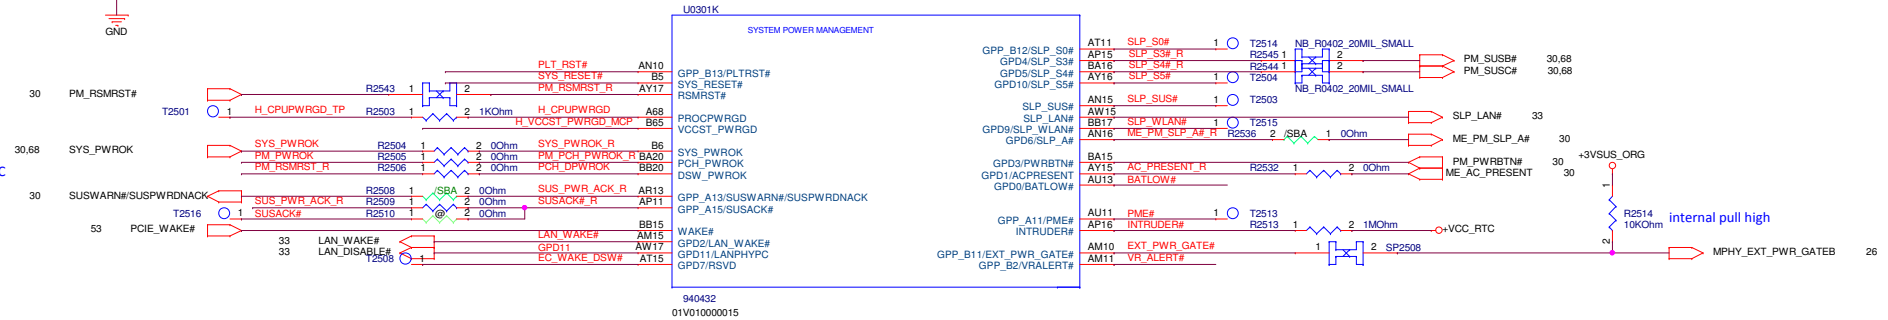 GND
U0301K
SYSTEM POWER MANAGEMENT
PLT_RST# AN10 GPP_B13/PLTRST#
SYS_RESET# B5 SYS_RESET#
30 PM_RSMRST# R2543 1 2 PM_RSMRST_R AY17 RSMRST#
T2501 1 H_CPUPWRGD_TP R2503 1 2 1KOhm H_CPUPWRGD A68 PROCPWRGD
H_VCCST_PWRGD_MCP B65 VCCST_PWRGD
30,68 SYS_PWROK SYS_PWROK R2504 1 2 0Ohm SYS_PWROK_R B6 SYS_PWROK
PM_PWROK R2505 1 2 0Ohm PM_PCH_PWROK_R BA20 PCH_PWROK
PM_RSMRST_R R2506 1 2 0Ohm PCH_DPWROK BB20 DSW_PWROK
C
30 SUSWARN#/SUSPWRDNACK R2508 1 /SBA 2 0Ohm SUS_PWR_ACK_R AR13 GPP_A13/SUSWARN#/SUSPWRDNACK
SUS_PWR_ACK_R R2509 1 2 0Ohm SUSACK#_R AP11 GPP_A15/SUSACK#
T2516 1 SUSACK# R2510 1 @ 2 0Ohm
53 PCIE_WAKE# BB15 WAKE#
33 LAN_WAKE# LAN_WAKE# AM15 GPD2/LAN_WAKE#
33 LAN_DISABLE# GPD11 AW17 GPD11/LANPHYPC
T2508 1 EC_WAKE_DSW# AT15 GPD7/RSVD
GPP_B12/SLP_S0# AT11 SLP_S0# 1 T2514 NB_R0402_20MIL_SMALL
GPD4/SLP_S3# AP15 SLP_S3#_R R2545 1 2 PM_SUSB# 30,68
GPD5/SLP_S4# BA16 SLP_S4#_R R2544 1 2 PM_SUSC# 30,68
GPD10/SLP_S5# AY16 SLP_S5# 1 T2504
NB_R0402_20MIL_SMALL
SLP_SUS# AN15 SLP_SUS# 1 T2503
SLP_LAN# AW15 SLP_LAN# 33
GPD9/SLP_WLAN# BB17 SLP_WLAN# 1 T2515
GPD6/SLP_A# AN16 ME_PM_SLP_A#_R R2536 2 /SBA 1 0Ohm ME_PM_SLP_A# 30
GPD3/PWRBTN# BA15 PM_PWRBTN# 30
GPD1/ACPRESENT AY15 AC_PRESENT_R R2532 1 2 0Ohm ME_AC_PRESENT 30
GPD0/BATLOW# AU13 BATLOW#
+3VSUS_ORG
1
R2514
10KOhm
2
internal pull high
GPP_A11/PME# AU11 PME# 1 T2513
INTRUDER# AP16 INTRUDER# R2513 1 2 1MOhm +VCC_RTC
GPP_B11/EXT_PWR_GATE# AM10 EXT_PWR_GATE# 1 2 SP2508 MPHY_EXT_PWR_GATEB 26
GPP_B2/VRALERT# AM11 VR_ALERT#
940432
01V010000015